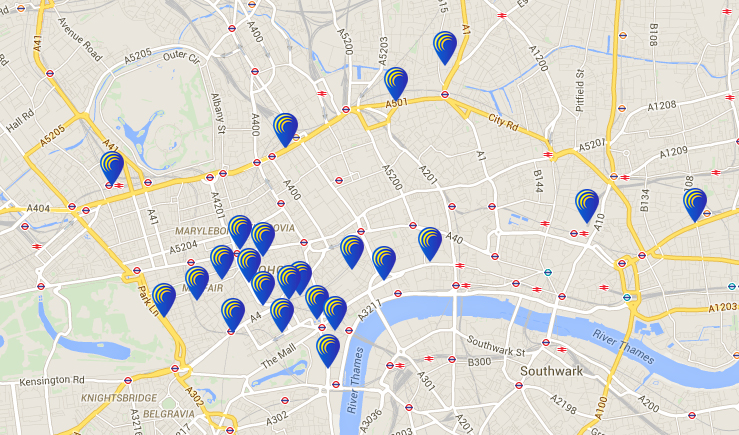 Rd
A41
Avenue Road
A5205
Outer Cir
A400
A5200
A5203
A1
A1200
B108
Hall Rd
A5205
A41
Albany St
A400
A501
City Rd
Pitfield St
A1208
A5201
A1209
A404
A41
A4201
A400
A5200
A201
A1
B144
A10
B134
MARYLEBO
OVIA
A5204
A40
Park Ln
A4
A3211
The Mall
A1203
River Thames
River Thames
Southwark St
B300
Southwark
Kensington Rd
KNIGHTSBRIDGE
BELGRAVIA
A302
A302
A3216
A3036
A301
A201
A2198
A100
A200